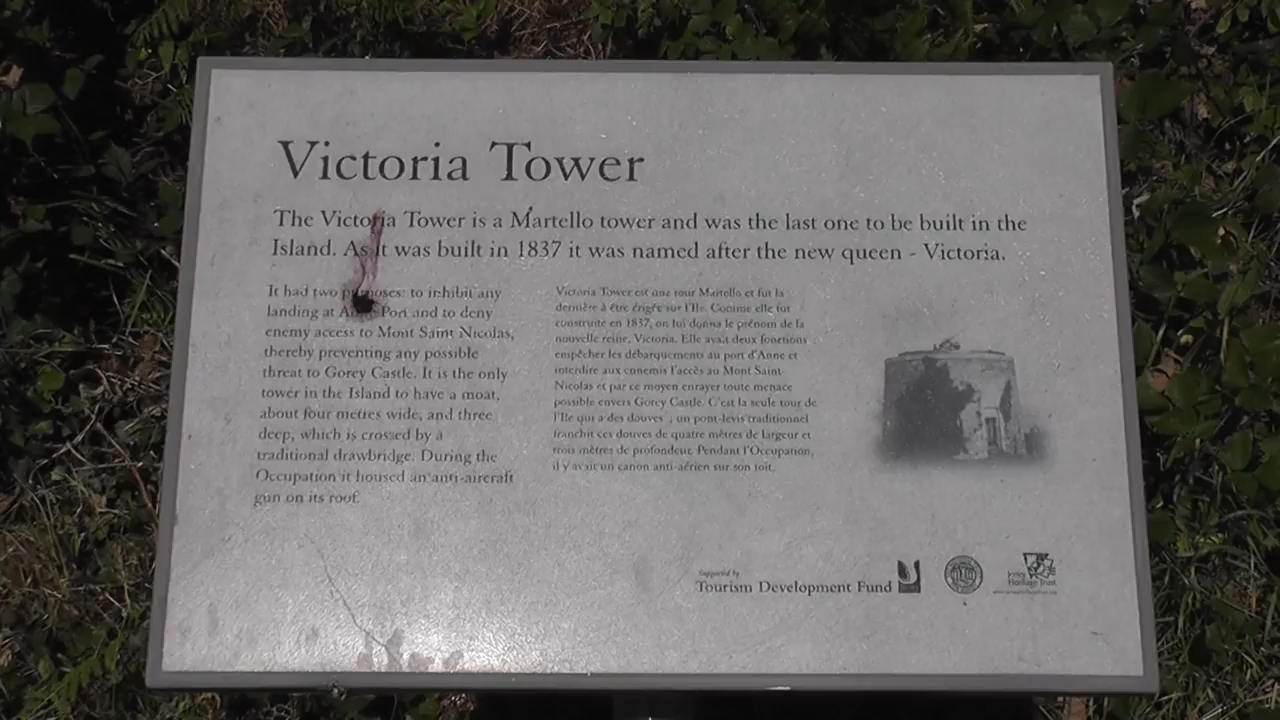 Victoria Tower
The Victoria Tower is a Martello tower and was the last one to be built in the
Island. As it was built in 1837 it was named after the new queen - Victoria.
It had two purposes: to inhibit any
landing at Anne Port and to deny
enemy access to Mont Saint Nicolas,
thereby preventing any possible
threat to Gorey Castle. It is the only
tower in the Island to have a moat,
about four metres wide, and three
deep, which is crossed by a
traditional drawbridge. During the
Occupation it housed an anti-aircraft
gun on its roof.
Victoria Tower est une tour Martello et fut la
dernière à être érigée sur l'Ile. Comme elle fut
construite en 1837, on lui donna le prénom de la
nouvelle reine, Victoria. Elle avait deux fonctions :
empêcher les débarquements au port d'Anne et
interdire aux ennemis l'accès au Mont Saint-
Nicolas et par ce moyen enrayer toute menace
possible envers Gorey Castle. C'est la seule tour de
l'Ile qui a des douves ; un pont-levis traditionnel
franchit ces douves de quatre mètres de largeur et
trois mètres de profondeur. Pendant l'Occupation,
il y avait un canon anti-aérien sur son toit.
Supported by
Tourism Development Fund
Jersey
Heritage Trust